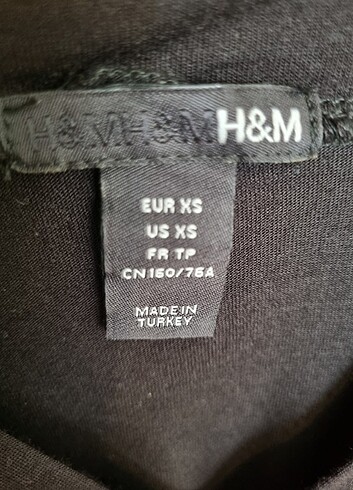 H&MH&MH&M
EUR XS
US XS
FR TP
CN 160/76A
MADE IN
TURKEY